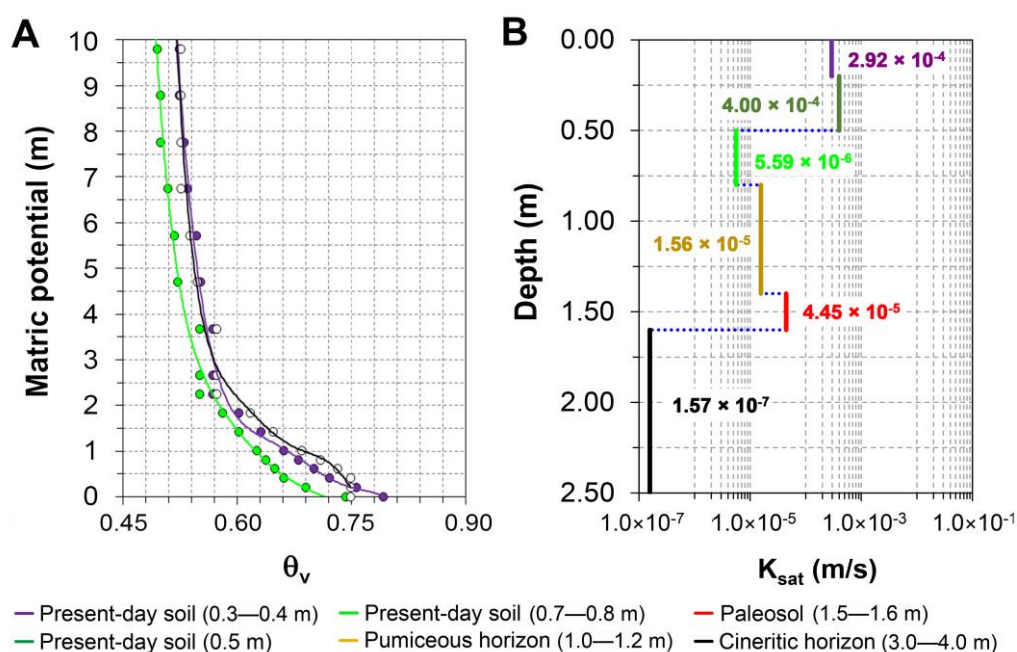 A
10
9
8
7
6
5
4
3
2
1
0
Matric potential (m)
0.45
0.60
0.75
0.90
θv
B
0.00
0.50
1.00
1.50
2.00
2.50
Depth (m)
2.92 × 10-4
4.00 × 10-4
5.59 × 10-6
1.56 × 10-5
4.45 × 10-5
1.57 × 10-7
1.0×10-7
1.0×10-5
1.0×10-3
1.0×10-1
Ksat (m/s)
Present-day soil (0.3—0.4 m)
Present-day soil (0.7—0.8 m)
Paleosol (1.5—1.6 m)
Present-day soil (0.5 m)
Pumiceous horizon (1.0—1.2 m)
Cineritic horizon (3.0—4.0 m)